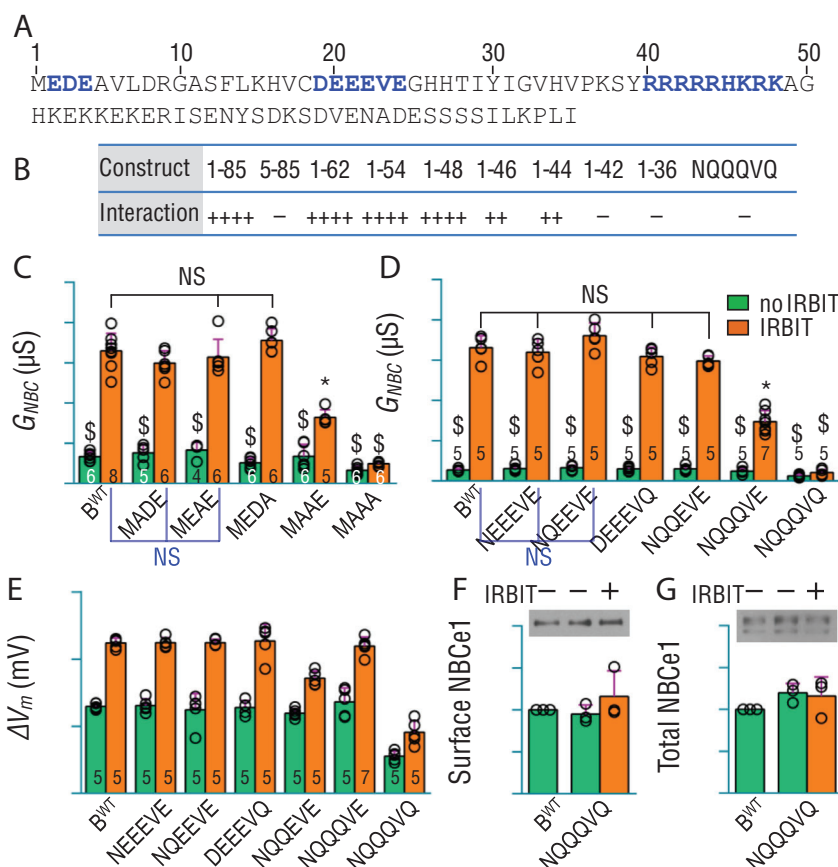 A
1 10 20 30 40 50
MEDEAVLDRGASFLKHVCDEEEVEGHHTIYIGVHVPKSYRRRRRHKRKAG
HKEKKEKERISENYSDKSDVENADESSSSILKPLI
B
Construct 1-85 5-85 1-62 1-54 1-48 1-46 1-44 1-42 1-36 NQQQVQ
Interaction ++++ – ++++ ++++ ++++ ++ ++ – – –
C
NS
G_NBC (µS)
$ $ $ $ $ * $ $
6 8 5 6 4 6 6 6 6 5 6 6
B^WT MADE MEAE MEDA MAAE MAAA
NS
D
NS
no IRBIT
IRBIT
G_NBC (µS)
$ $ $ $ $ $ * $ $
5 5 5 5 5 5 5 5 5 5 5 7 5 5
B^WT NEEEVE NQEEVE DEEEVQ NQQEVE NQQQVE NQQQVQ
NS
E
ΔV_m (mV)
5 5 5 5 5 5 5 5 5 5 5 7 5 5
B^WT NEEEVE NQEEVE DEEEVQ NQQEVE NQQQVE NQQQVQ
F
IRBIT – – +
Surface NBCe1
B^WT NQQQVQ
G
IRBIT – – +
Total NBCe1
B^WT NQQQVQ